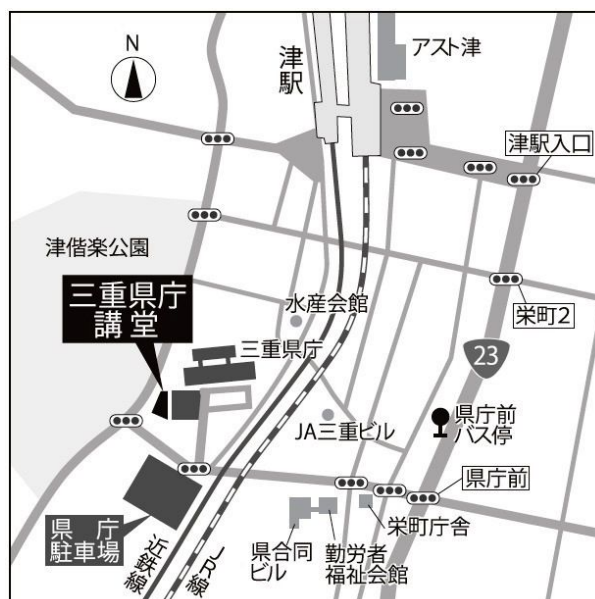 N
津駅
アスト津
津駅入口
津偕楽公園
三重県庁
講堂
水産会館
栄町2
三重県庁
23
JA三重ビル
県庁前
バス停
県庁前
県庁
駐車場
近鉄線
JR線
県合同
ビル
勤労者
福祉会館
栄町庁舎